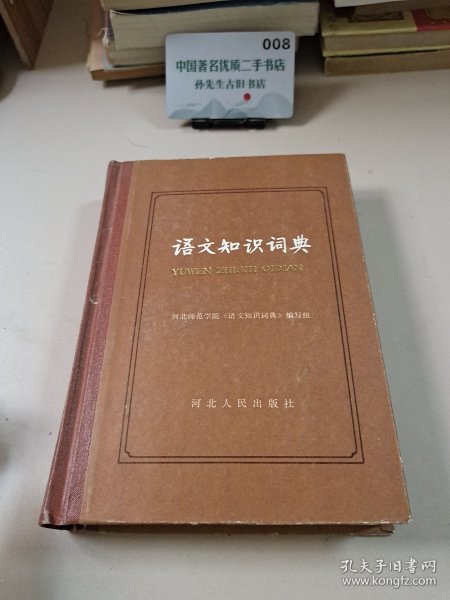 008
中国著名优质二手书店
孙先生古旧书店
语文知识词典
YUWEN ZHISHI CIDIAN
河北师范学院《语文知识词典》编写组
河北人民出版社
孔夫子旧书网
www.kongfz.com